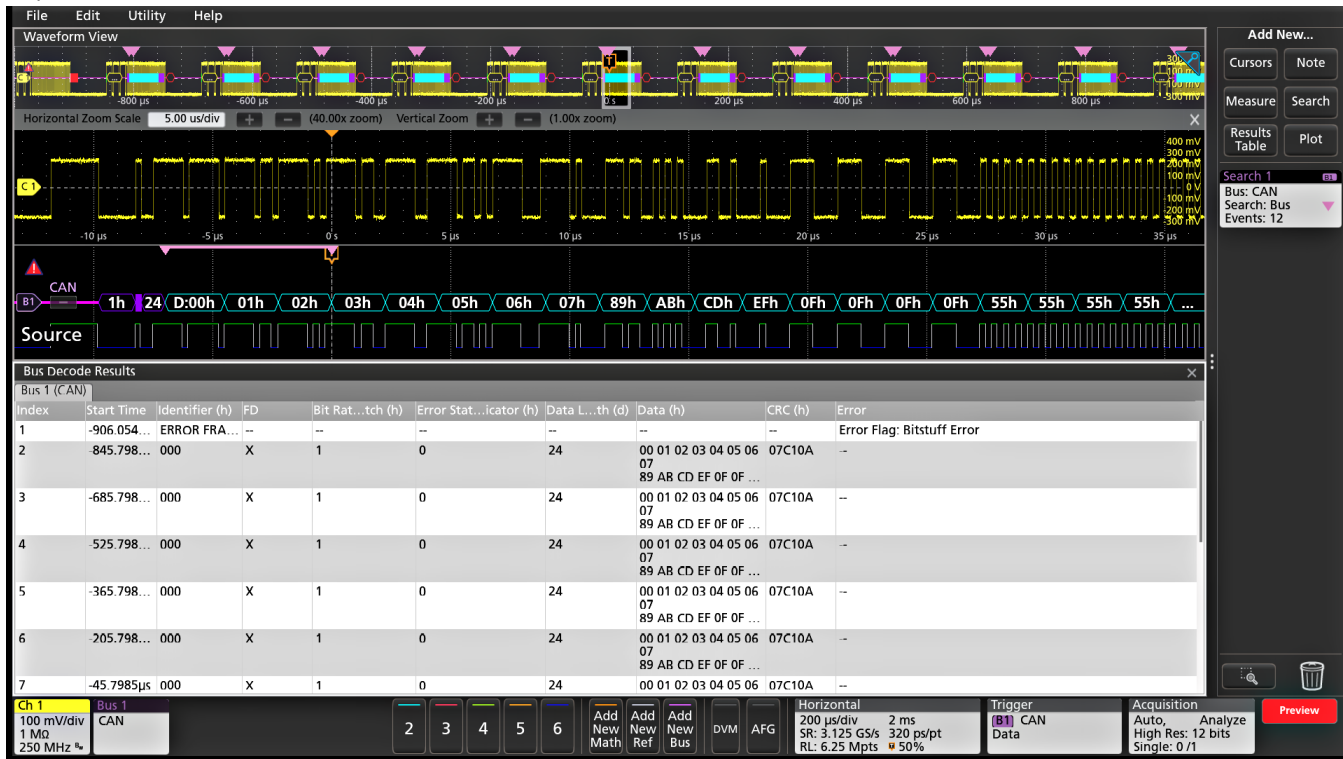 File Edit Utility Help
Waveform View
Add New...
Cursors Note
Measure Search
Results Table Plot
T
C1
-800 µs -600 µs -400 µs -200 µs 0 s 200 µs 400 µs 600 µs 800 µs
Horizontal Zoom Scale 5.00 us/div + − (40.00x zoom) Vertical Zoom + − (1.00x zoom) X
400 mV
300 mV
100 mV
0 V
-100 mV
-300 mV
C 1
-10 µs -5 µs 0 s 5 µs 10 µs 15 µs 20 µs 25 µs 30 µs 35 µs
Search 1 B1
Bus: CAN
Search: Bus
Events: 12
CAN
B1 1h 24 D:00h 01h 02h 03h 04h 05h 06h 07h 89h ABh CDh EFh 0Fh 0Fh 0Fh 0Fh 55h 55h 55h 55h ...
Source
Bus Decode Results ×
Bus 1 (CAN)
Index Start Time Identifier (h) FD Bit Rat...tch (h) Error Stat...icator (h) Data L...th (d) Data (h) CRC (h) Error
1 -906.054... ERROR FRA... -- -- -- -- -- -- Error Flag: Bitstuff Error
2 -845.798... 000 X 1 0 24 00 01 02 03 04 05 06 07C10A --
07
89 AB CD EF 0F 0F ...
3 -685.798... 000 X 1 0 24 00 01 02 03 04 05 06 07C10A --
07
89 AB CD EF 0F 0F ...
4 -525.798... 000 X 1 0 24 00 01 02 03 04 05 06 07C10A --
07
89 AB CD EF 0F 0F ...
5 -365.798... 000 X 1 0 24 00 01 02 03 04 05 06 07C10A --
07
89 AB CD EF 0F 0F ...
6 -205.798... 000 X 1 0 24 00 01 02 03 04 05 06 07C10A --
07
89 AB CD EF 0F 0F ...
7 -45.7985µs 000 X 1 0 24 00 01 02 03 04 05 06 07C10A --
Ch 1
100 mV/div
1 MΩ
250 MHz
Bus 1
CAN
2 3 4 5 6
Add New Math
Add New Ref
Add New Bus
DVM AFG
Horizontal
200 µs/div 2 ms
SR: 3.125 GS/s 320 ps/pt
RL: 6.25 Mpts 50%
Trigger
B1 CAN
Data
Acquisition
Auto, Analyze
High Res: 12 bits
Single: 0 /1
Preview